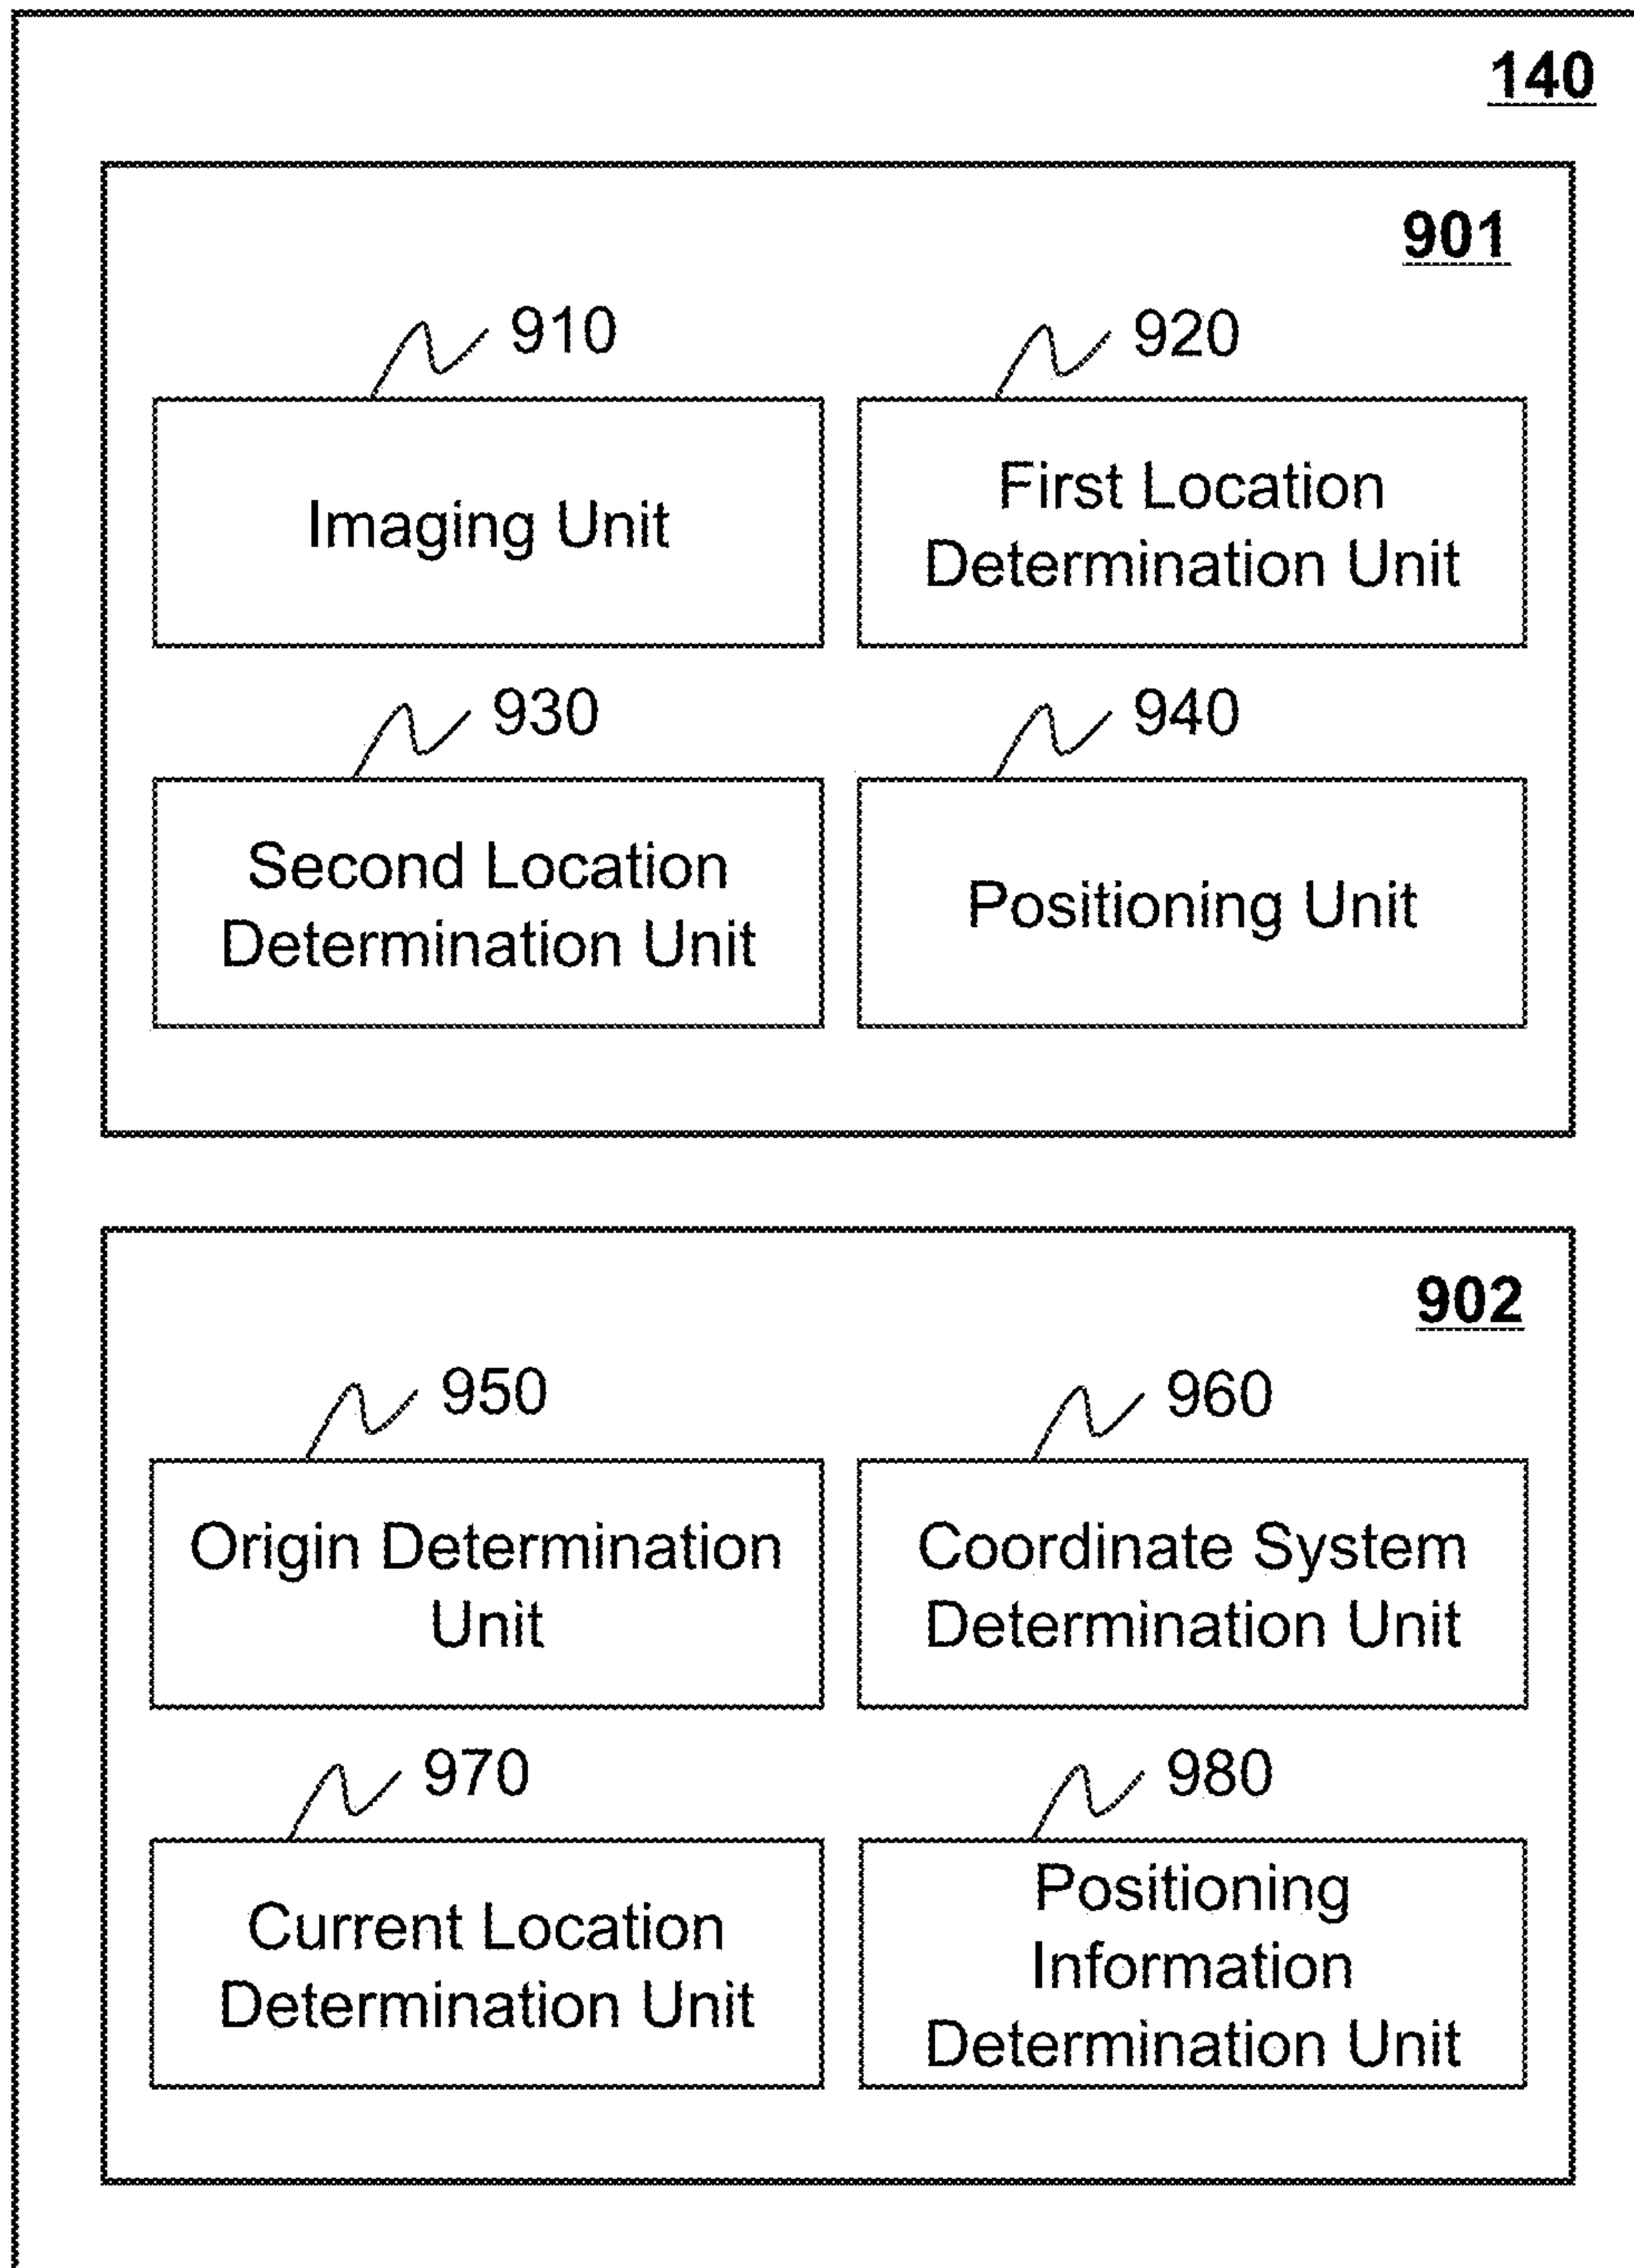 140
901
910
920
Imaging Unit
First Location
Determination Unit
930
940
Second Location
Determination Unit
Positioning Unit
902
950
960
Origin Determination
Unit
Coordinate System
Determination Unit
970
980
Current Location
Determination Unit
Positioning
Information
Determination Unit